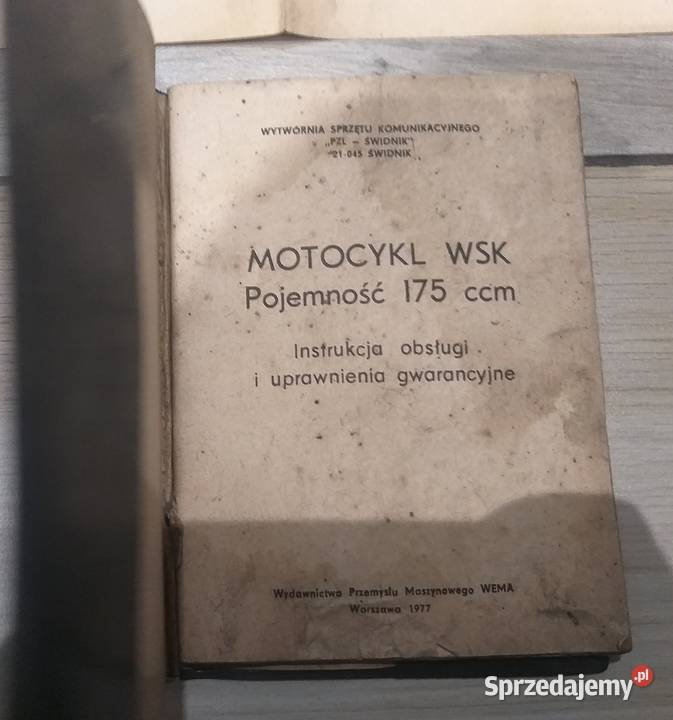 WYTWÓRNIA SPRZĘTU KOMUNIKACYJNEGO
„PZL — ŚWIDNIK"
21-045 ŚWIDNIK
MOTOCYKL WSK
Pojemność 175 ccm
Instrukcja obsługi
i uprawnienia gwarancyjne
Wydawnictwa Przemysłu Maszynowego WEMA
Warszawa 1977
Sprzedajemy.pl